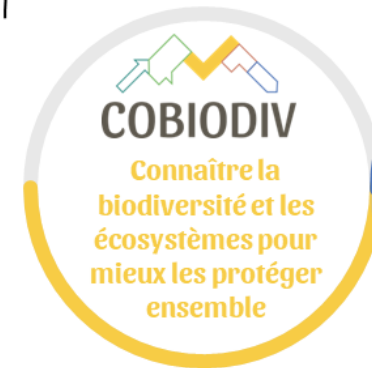 COBIODIV
Connaître la
biodiversité et les
écosystèmes pour
mieux les protéger
ensemble